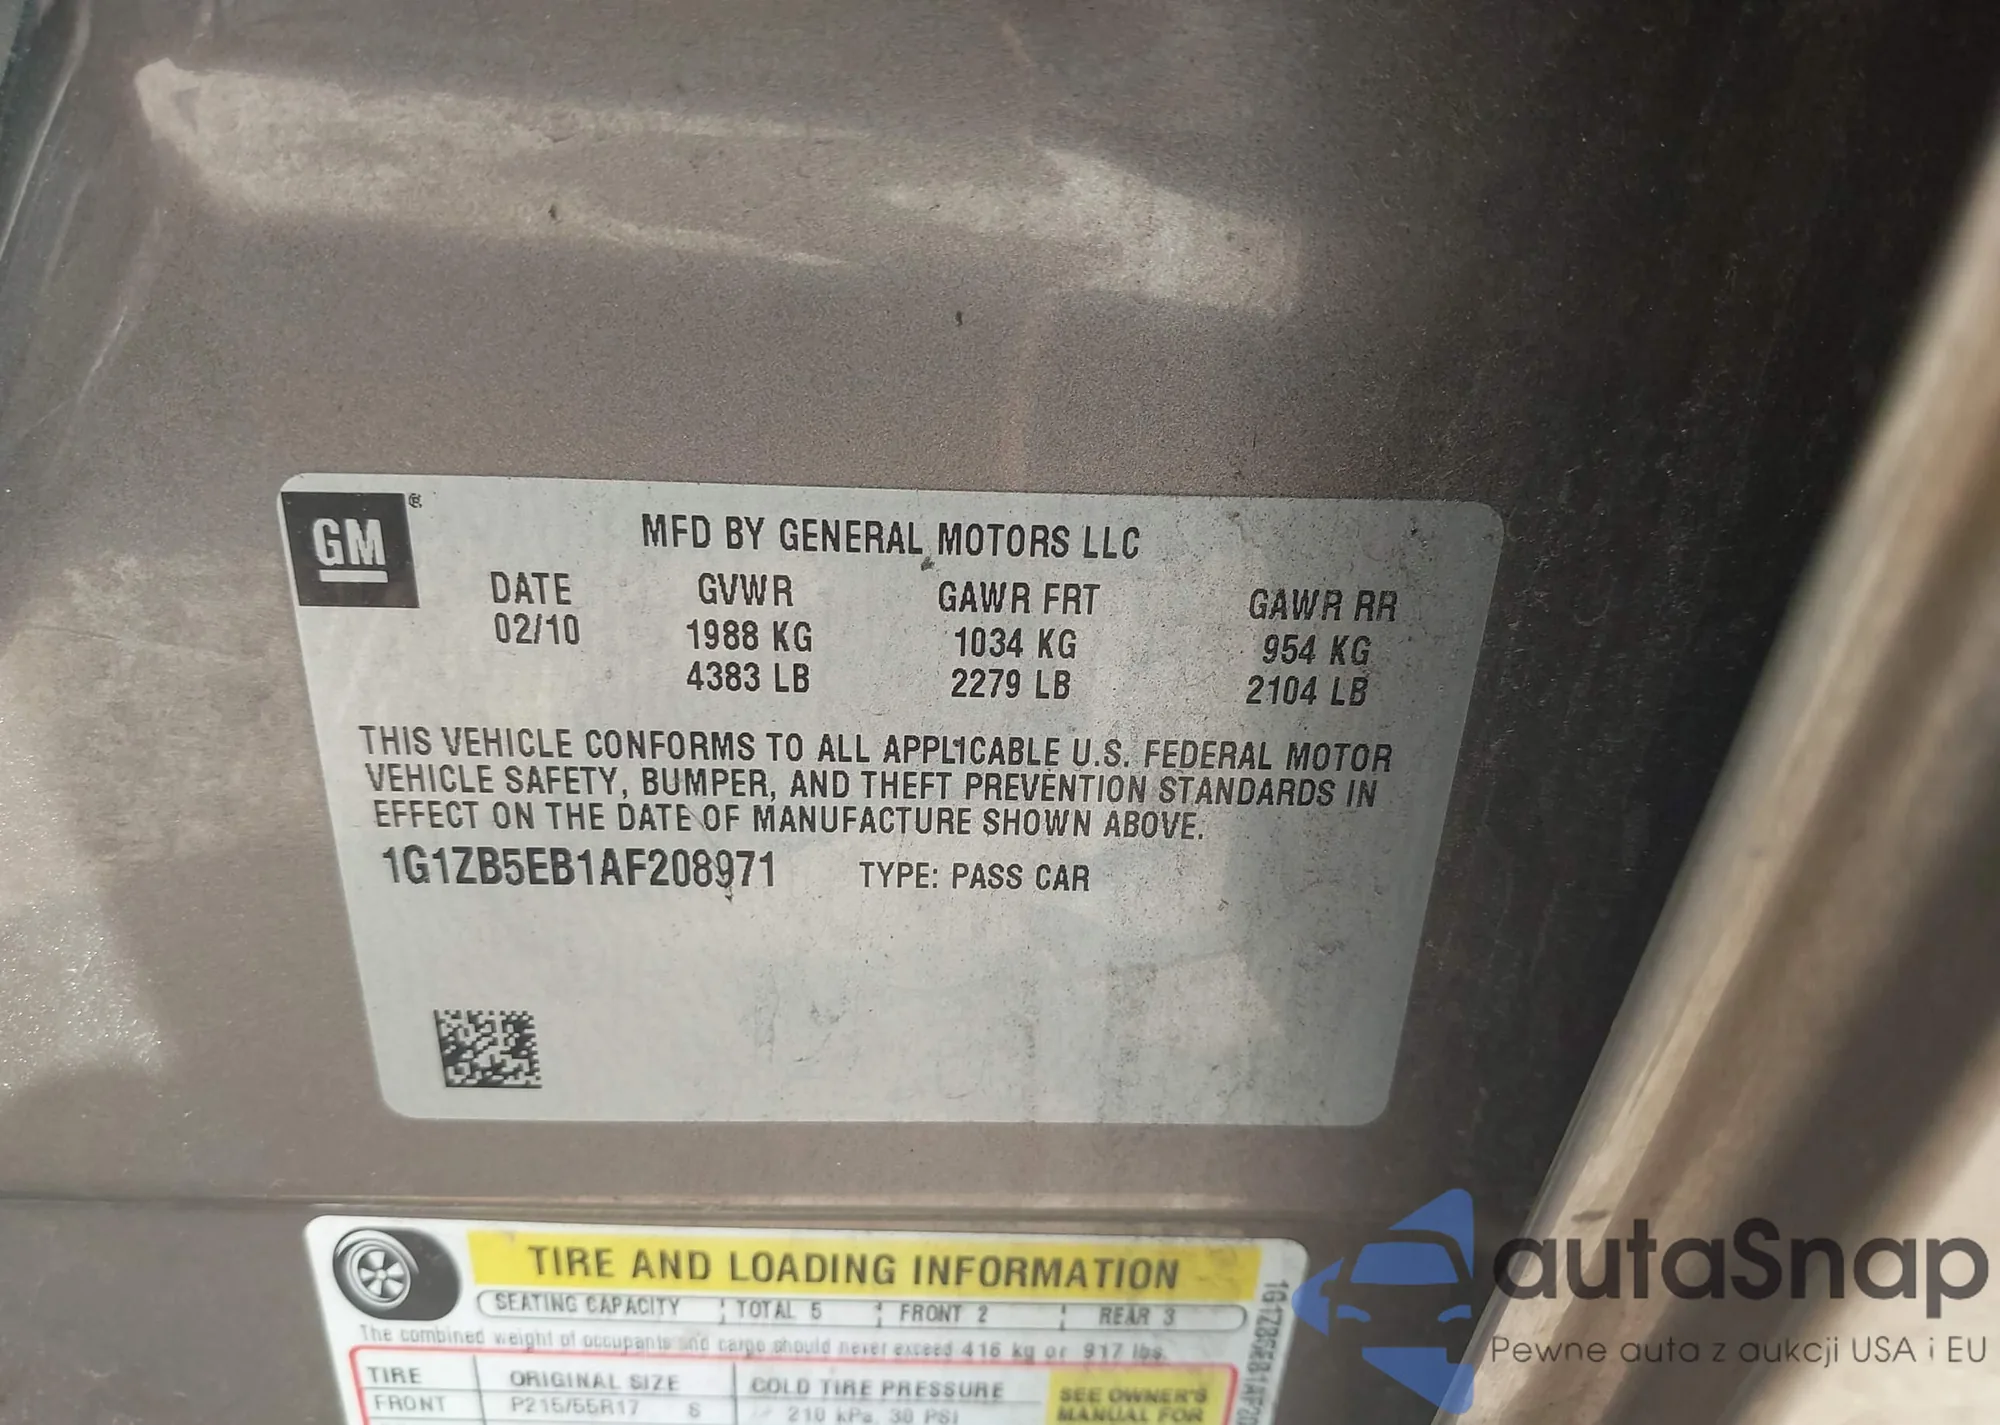 GM
MFD BY GENERAL MOTORS LLC
DATE GVWR GAWR FRT GAWR RR
02/10 1988 KG 1034 KG 954 KG
4383 LB 2279 LB 2104 LB
THIS VEHICLE CONFORMS TO ALL APPLICABLE U.S. FEDERAL MOTOR
VEHICLE SAFETY, BUMPER, AND THEFT PREVENTION STANDARDS IN
EFFECT ON THE DATE OF MANUFACTURE SHOWN ABOVE.
1G1ZB5EB1AF208971 TYPE: PASS CAR
TIRE AND LOADING INFORMATION
SEATING CAPACITY TOTAL 5 FRONT 2 REAR 3
The combined weight of occupants and cargo should never exceed 416 kg or 917 lbs.
TIRE ORIGINAL SIZE COLD TIRE PRESSURE SEE OWNER'S
FRONT P215/55R17 S 210 kPa, 30 PSI MANUAL FOR
1G1ZB5EB1AF20
autaSnap
Pewne auta z aukcji USA i EU